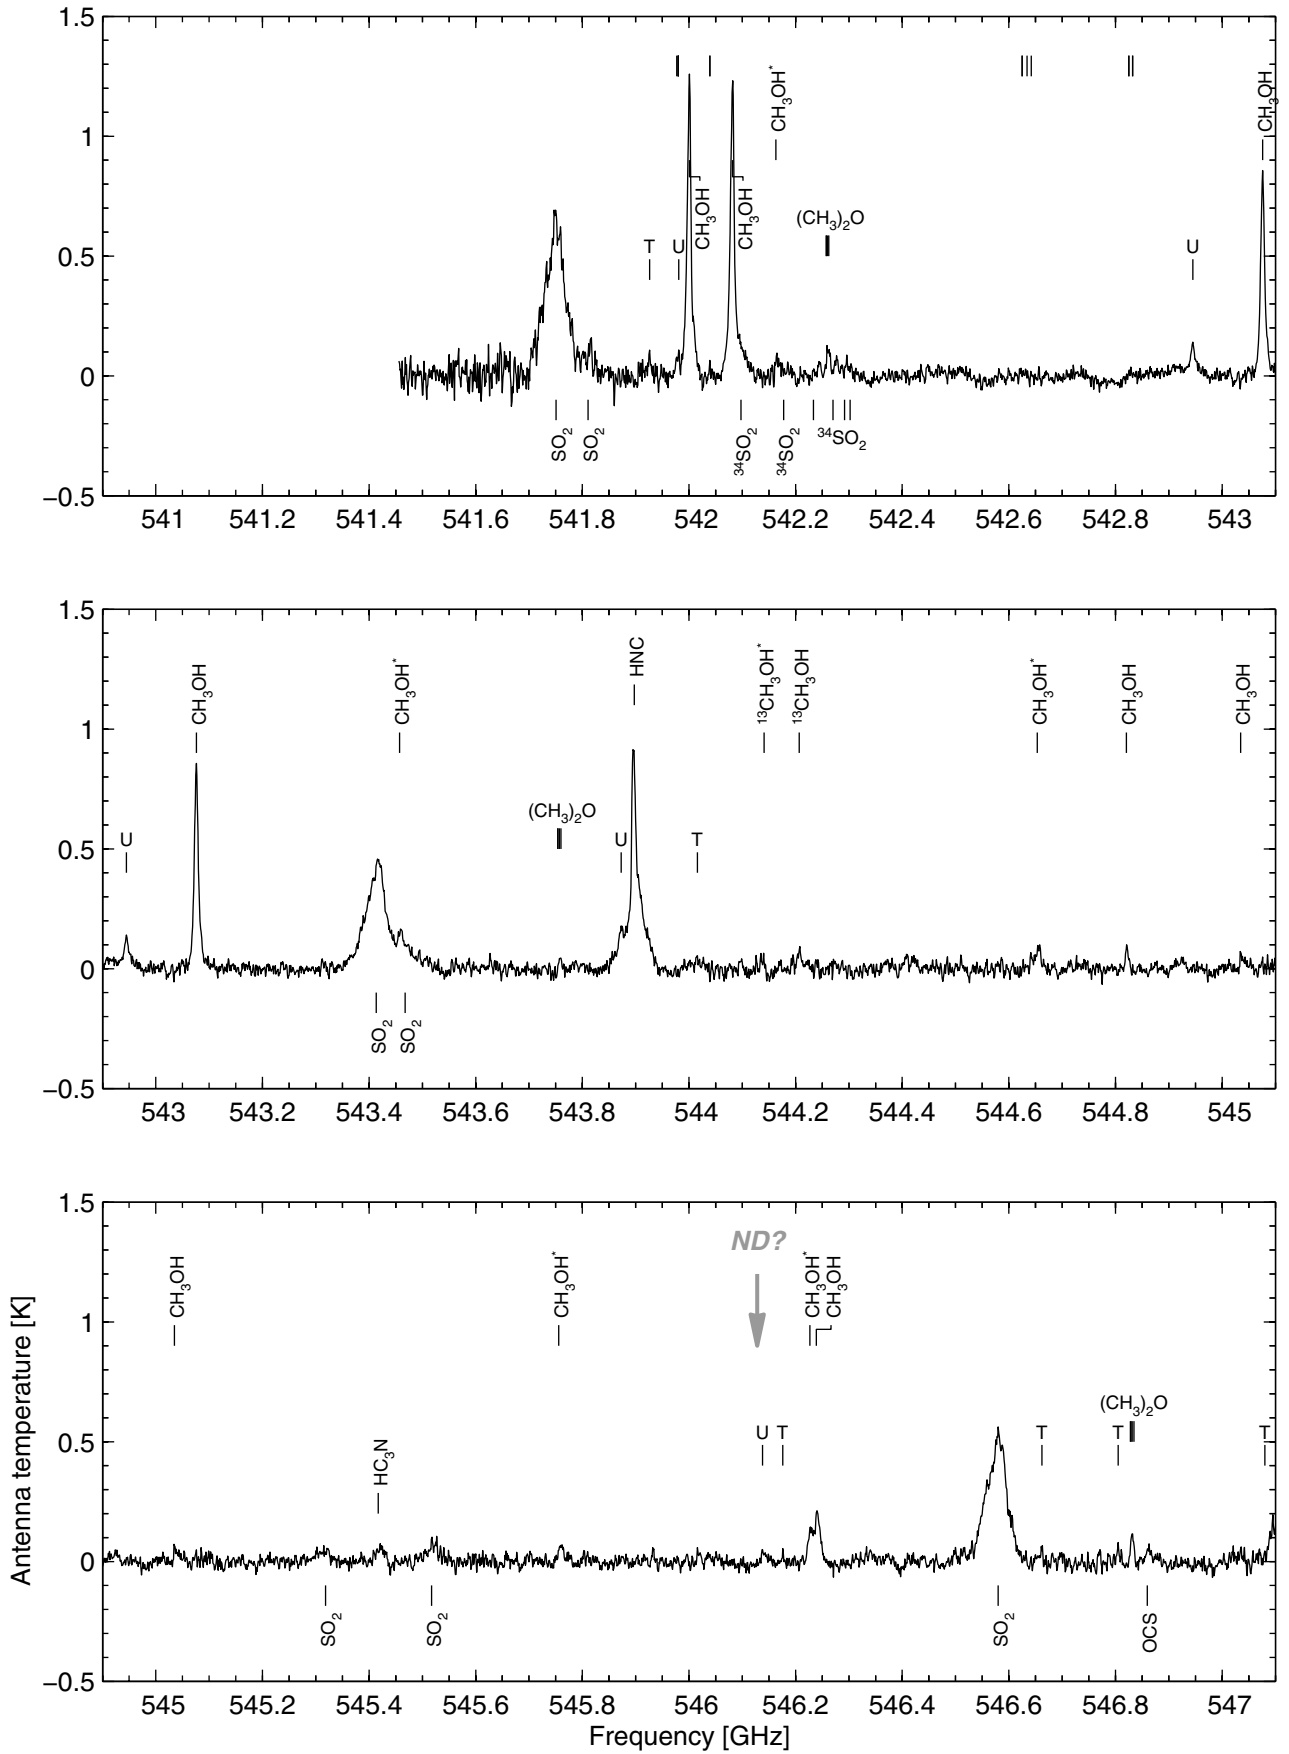 1.5
1
0.5
0
−0.5
CH3OH*
CH3OH
(CH3)2O
T
U
CH3OH
CH3OH
U
SO2
SO2
34SO2
34SO2
34SO2
541
541.2
541.4
541.6
541.8
542
542.2
542.4
542.6
542.8
543
1.5
1
0.5
0
−0.5
CH3OH
CH3OH*
HNC
13CH3OH*
13CH3OH
CH3OH*
CH3OH
CH3OH
(CH3)2O
U
U
T
SO2
SO2
543
543.2
543.4
543.6
543.8
544
544.2
544.4
544.6
544.8
545
Antenna temperature [K]
1.5
1
0.5
0
−0.5
ND?
CH3OH
CH3OH*
CH3OH*
CH3OH
(CH3)2O
HC3N
U
T
T
T
T
SO2
SO2
SO2
OCS
545
545.2
545.4
545.6
545.8
546
546.2
546.4
546.6
546.8
547
Frequency [GHz]